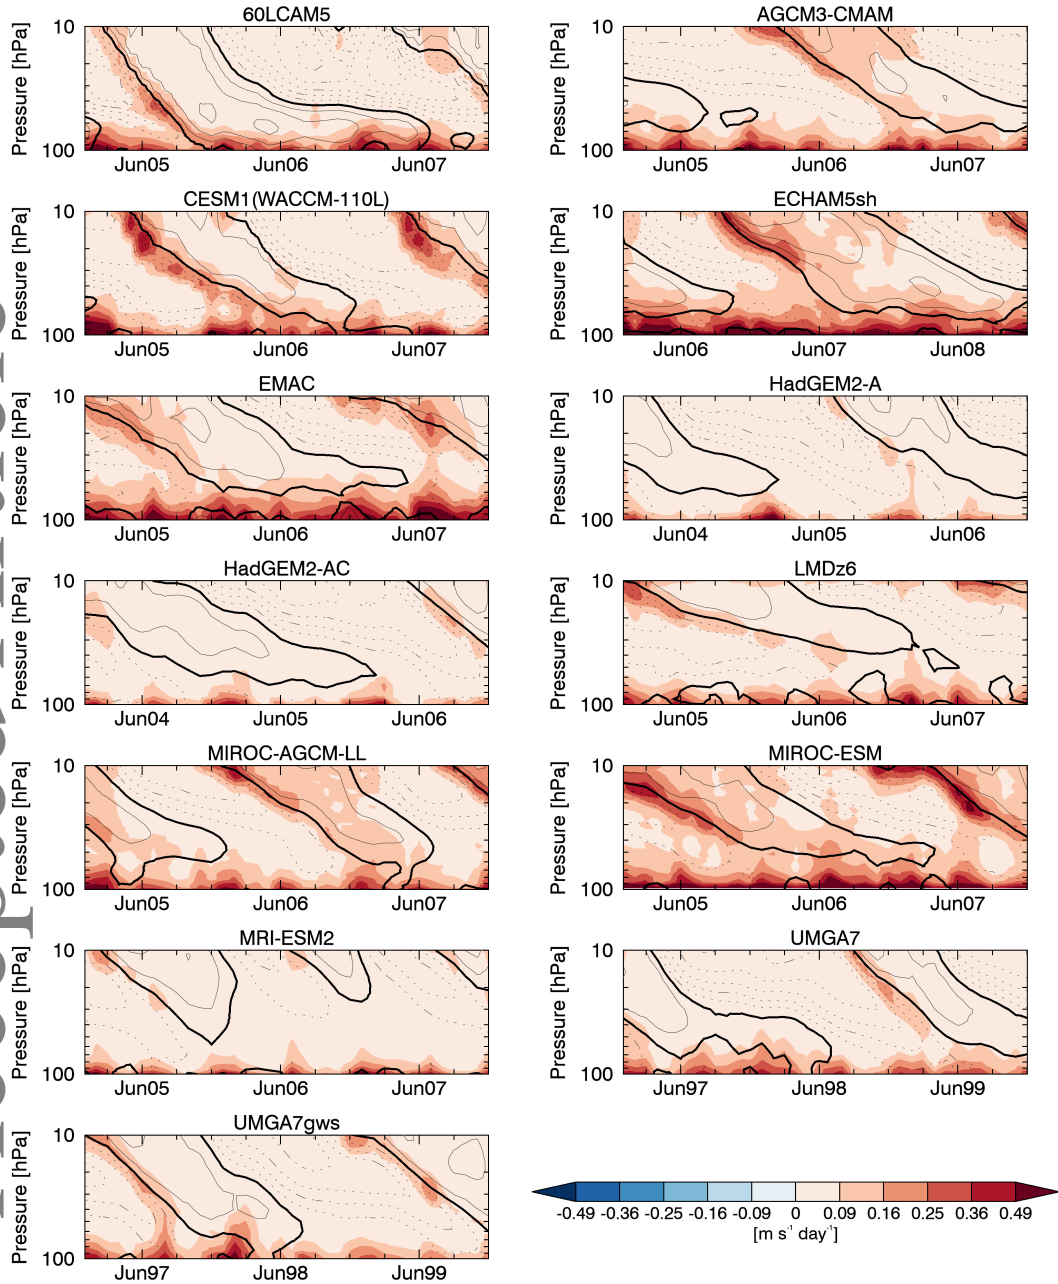 60LCAM5
Pressure [hPa]
10
100
Jun05 Jun06 Jun07
AGCM3-CMAM
Pressure [hPa]
10
100
Jun05 Jun06 Jun07
CESM1(WACCM-110L)
Pressure [hPa]
10
100
Jun05 Jun06 Jun07
ECHAM5sh
Pressure [hPa]
10
100
Jun06 Jun07 Jun08
EMAC
Pressure [hPa]
10
100
Jun05 Jun06 Jun07
HadGEM2-A
Pressure [hPa]
10
100
Jun04 Jun05 Jun06
HadGEM2-AC
Pressure [hPa]
10
100
Jun04 Jun05 Jun06
LMDz6
Pressure [hPa]
10
100
Jun05 Jun06 Jun07
MIROC-AGCM-LL
Pressure [hPa]
10
100
Jun05 Jun06 Jun07
MIROC-ESM
Pressure [hPa]
10
100
Jun05 Jun06 Jun07
MRI-ESM2
Pressure [hPa]
10
100
Jun05 Jun06 Jun07
UMGA7
Pressure [hPa]
10
100
Jun97 Jun98 Jun99
UMGA7gws
Pressure [hPa]
10
100
Jun97 Jun98 Jun99
-0.49 -0.36 -0.25 -0.16 -0.09 0 0.09 0.16 0.25 0.36 0.49
[m s⁻¹ day⁻¹]